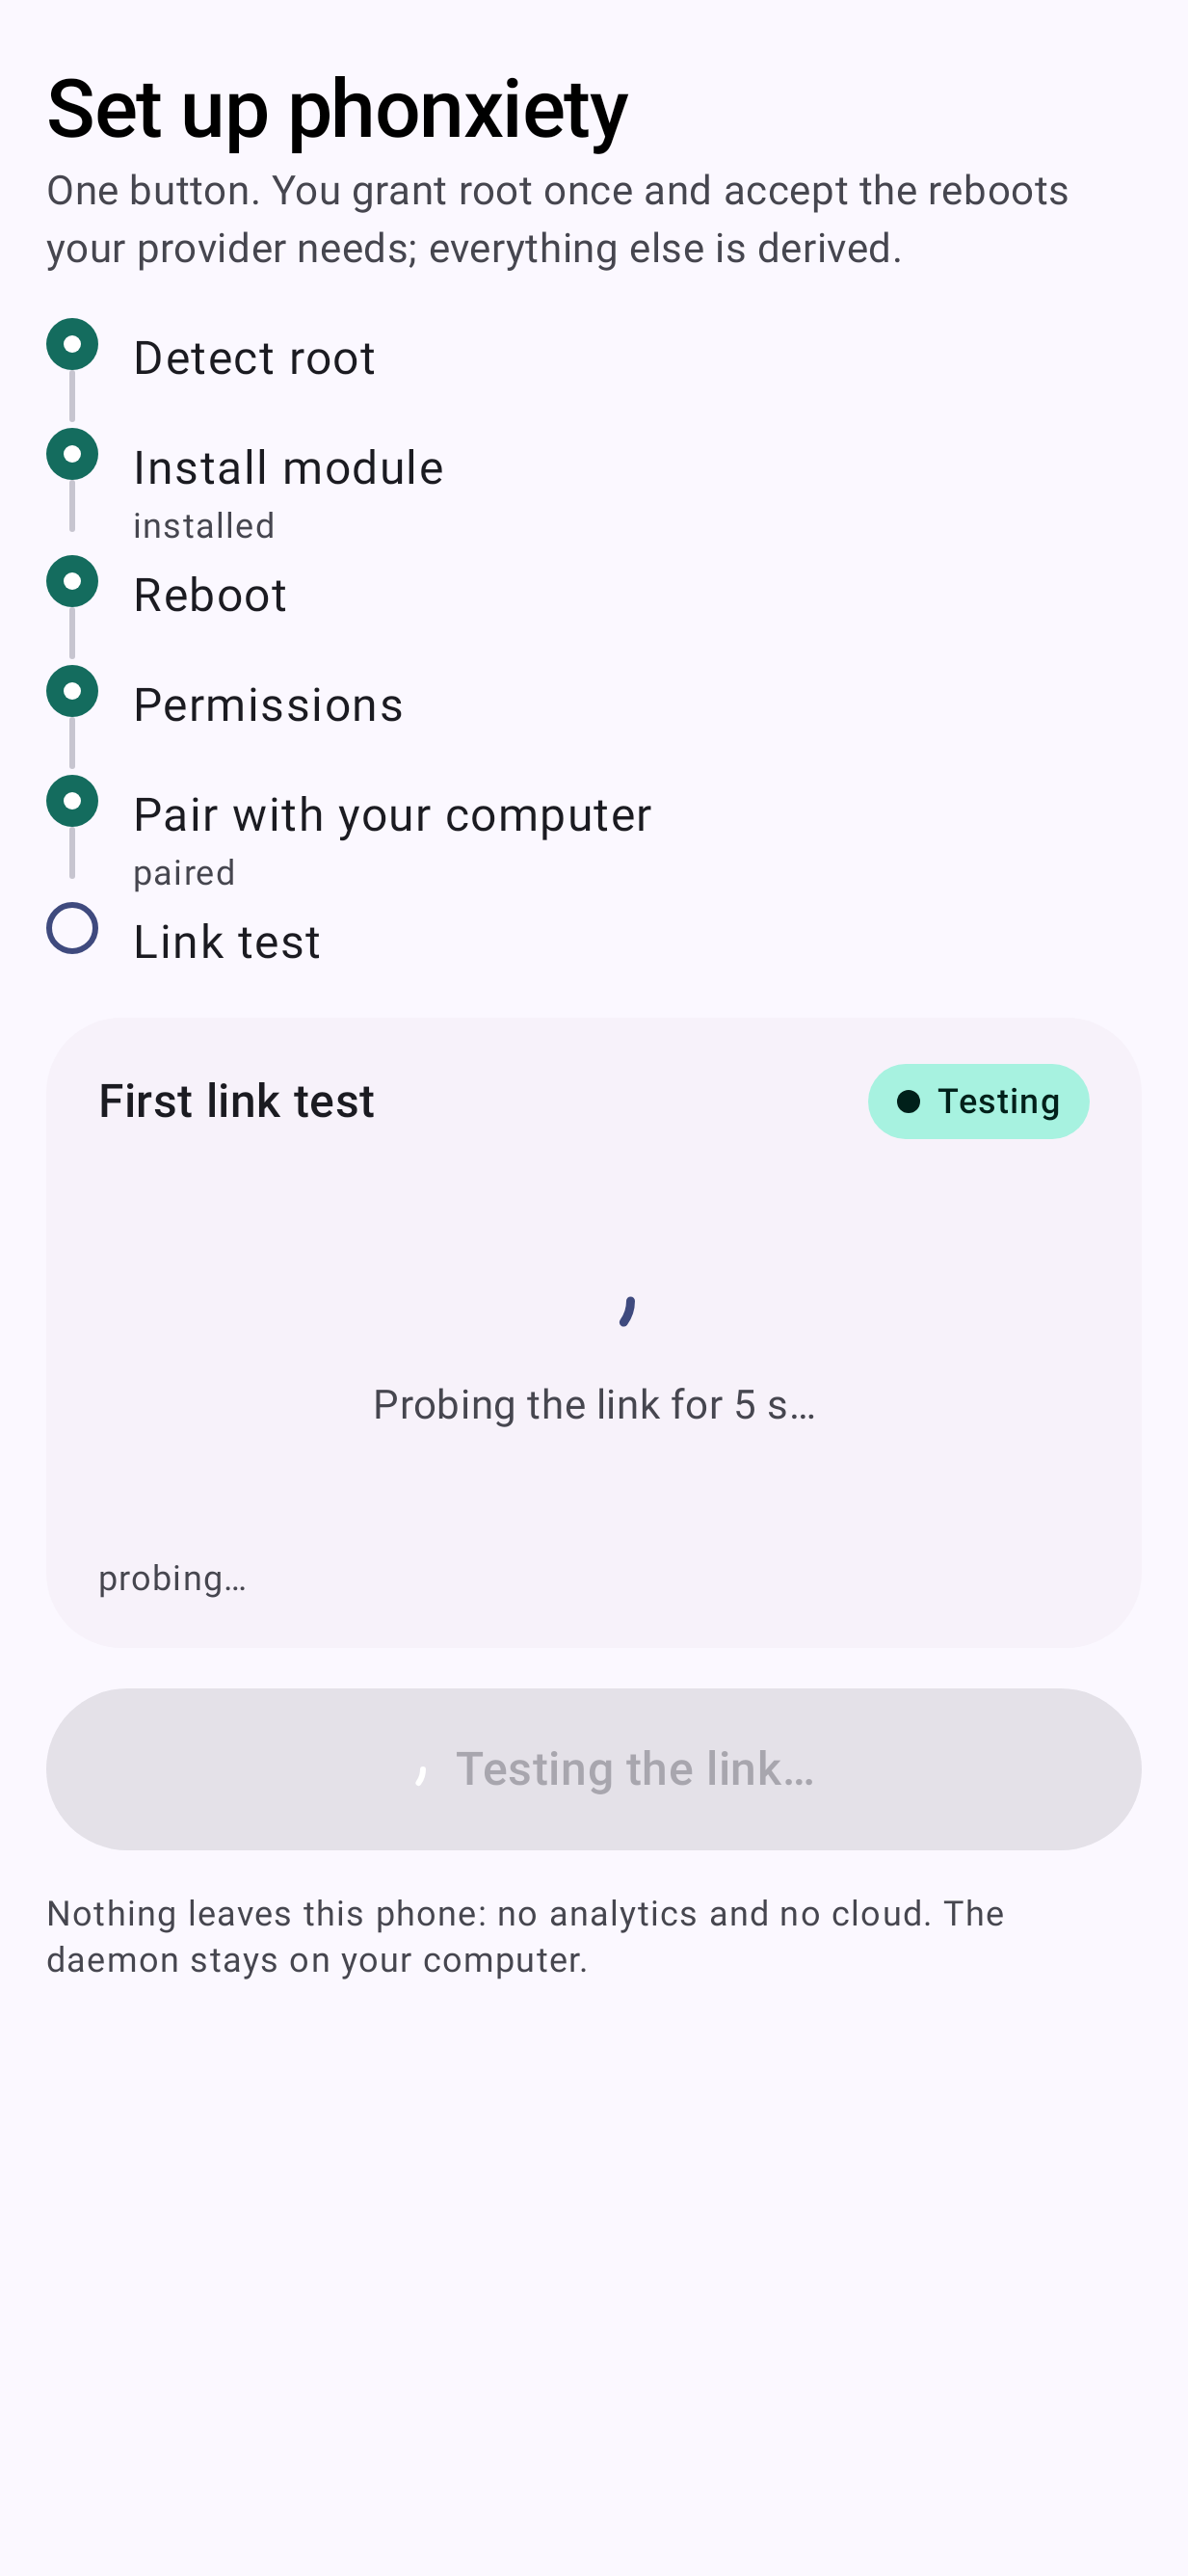 Set up phonxiety
One button. You grant root once and accept the reboots
your provider needs; everything else is derived.
Detect root
Install module
installed
Reboot
Permissions
Pair with your computer
paired
Link test
First link test
Testing
Probing the link for 5 s…
probing…
Testing the link…
Nothing leaves this phone: no analytics and no cloud. The
daemon stays on your computer.